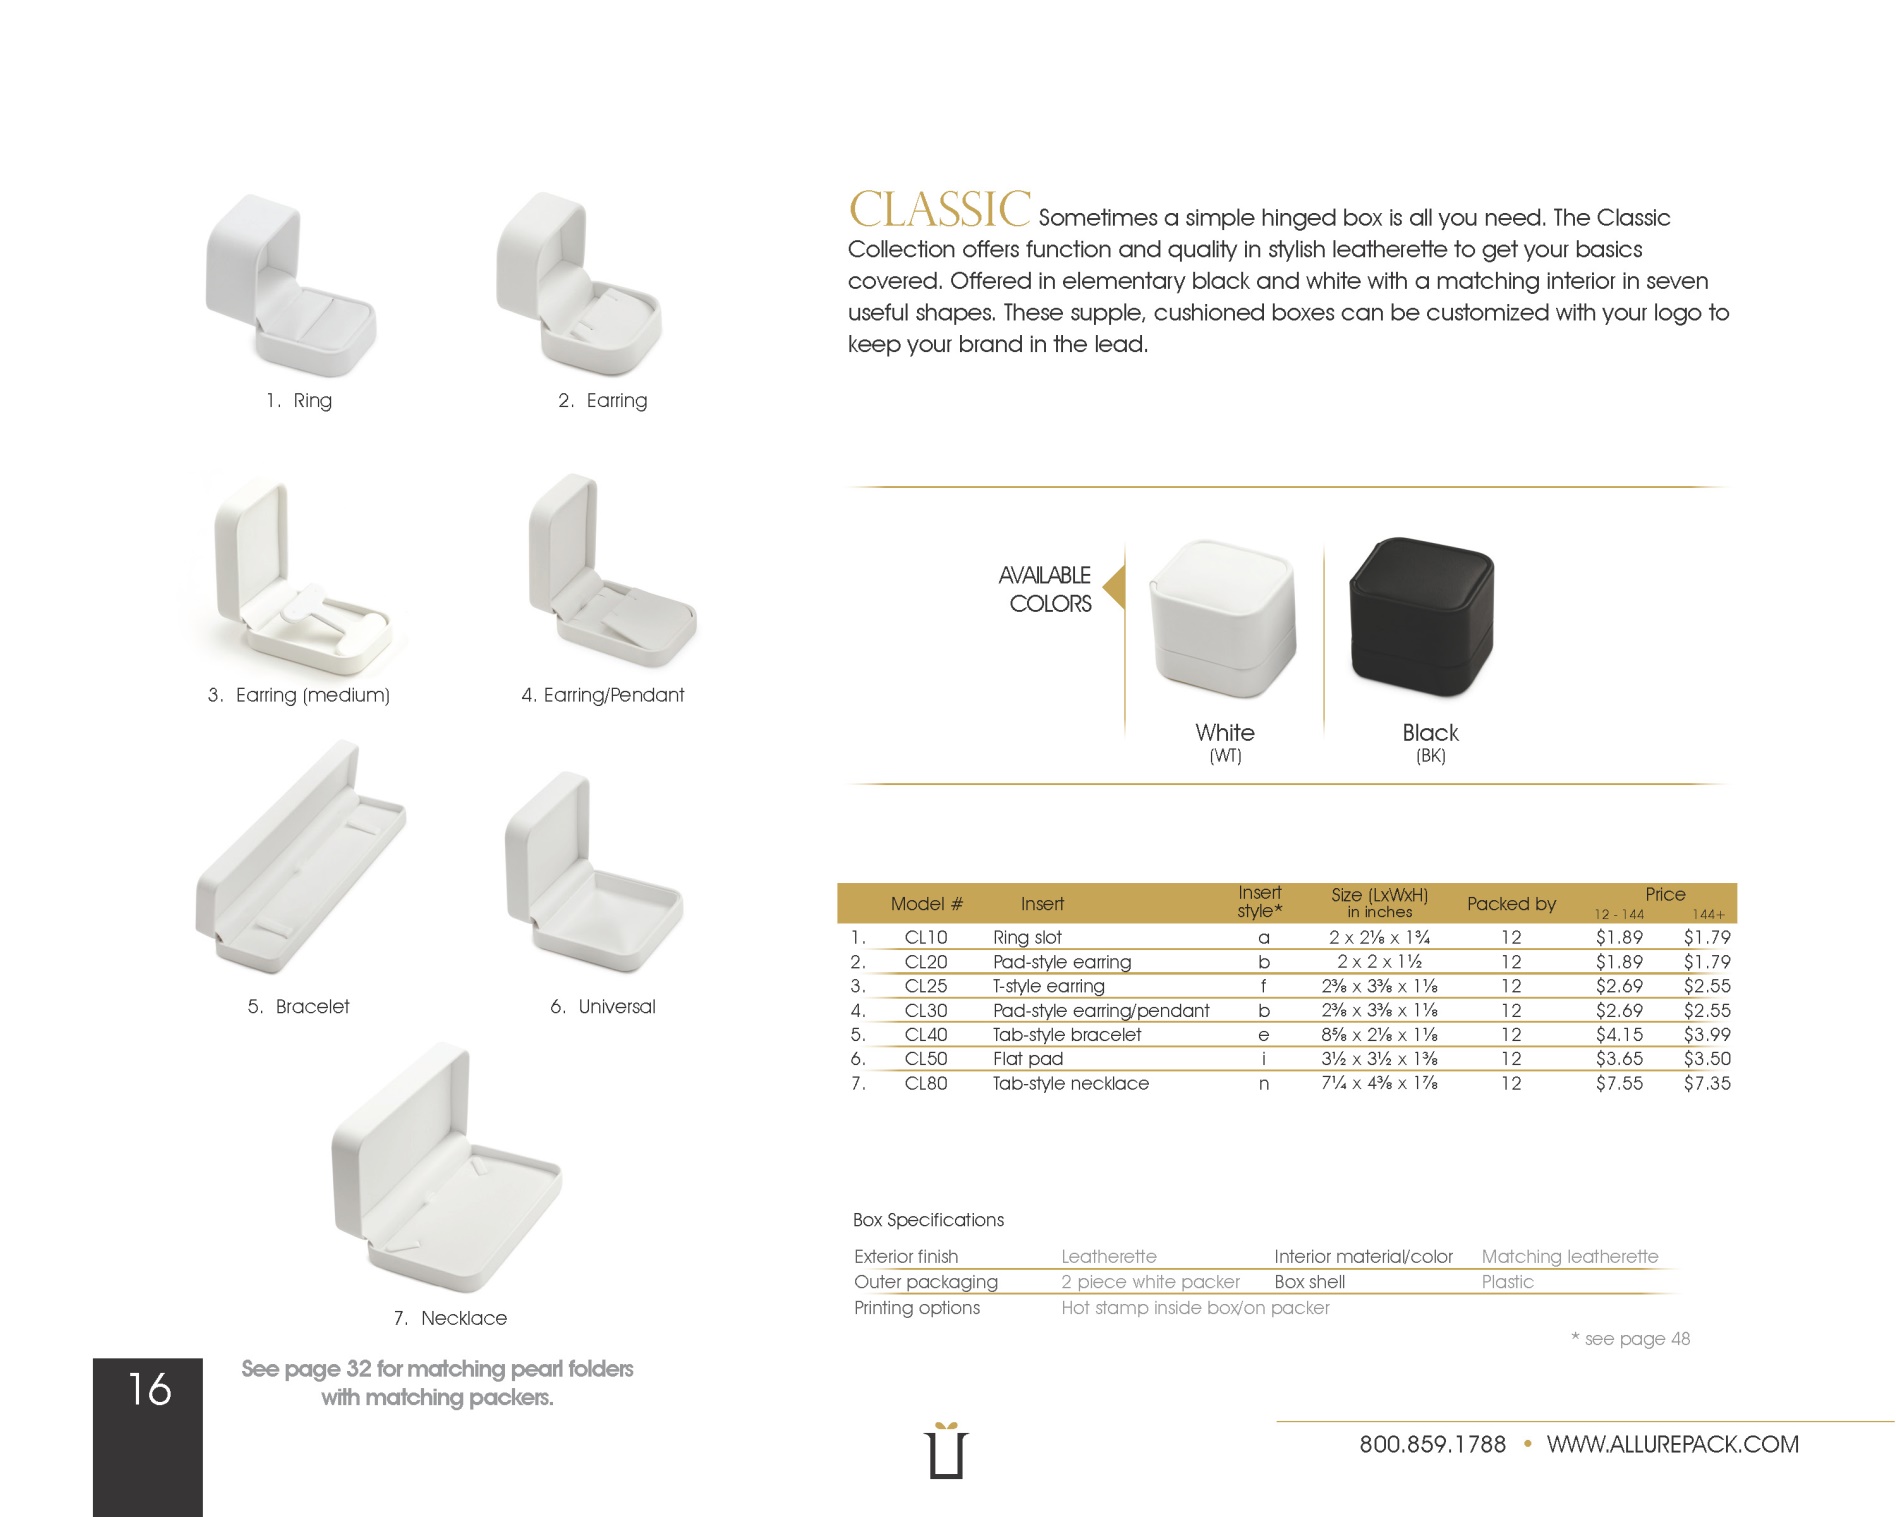 1. Ring
2. Earring
3. Earring (medium)
4. Earring/Pendant
5. Bracelet
6. Universal
7. Necklace
See page 32 for matching pearl folders
with matching packers.
16
CLASSIC Sometimes a simple hinged box is all you need. The Classic
Collection offers function and quality in stylish leatherette to get your basics
covered. Offered in elementary black and white with a matching interior in seven
useful shapes. These supple, cushioned boxes can be customized with your logo to
keep your brand in the lead.
AVAILABLE
COLORS
White
(WT)
Black
(BK)
Model # Insert Insert style* Size (LxWxH) in inches Packed by Price 12 - 144 144+
1. CL10 Ring slot a 2 x 2⅛ x 1¾ 12 $1.89 $1.79
2. CL20 Pad-style earring b 2 x 2 x 1½ 12 $1.89 $1.79
3. CL25 T-style earring f 2⅜ x 3⅜ x 1⅛ 12 $2.69 $2.55
4. CL30 Pad-style earring/pendant b 2⅜ x 3⅜ x 1⅛ 12 $2.69 $2.55
5. CL40 Tab-style bracelet e 8⅝ x 2⅛ x 1⅛ 12 $4.15 $3.99
6. CL50 Flat pad i 3½ x 3½ x 1⅜ 12 $3.65 $3.50
7. CL80 Tab-style necklace n 7¼ x 4⅜ x 1⅞ 12 $7.55 $7.35
Box Specifications
Exterior finish Leatherette Interior material/color Matching leatherette
Outer packaging 2 piece white packer Box shell Plastic
Printing options Hot stamp inside box/on packer
* see page 48
800.859.1788 • WWW.ALLUREPACK.COM